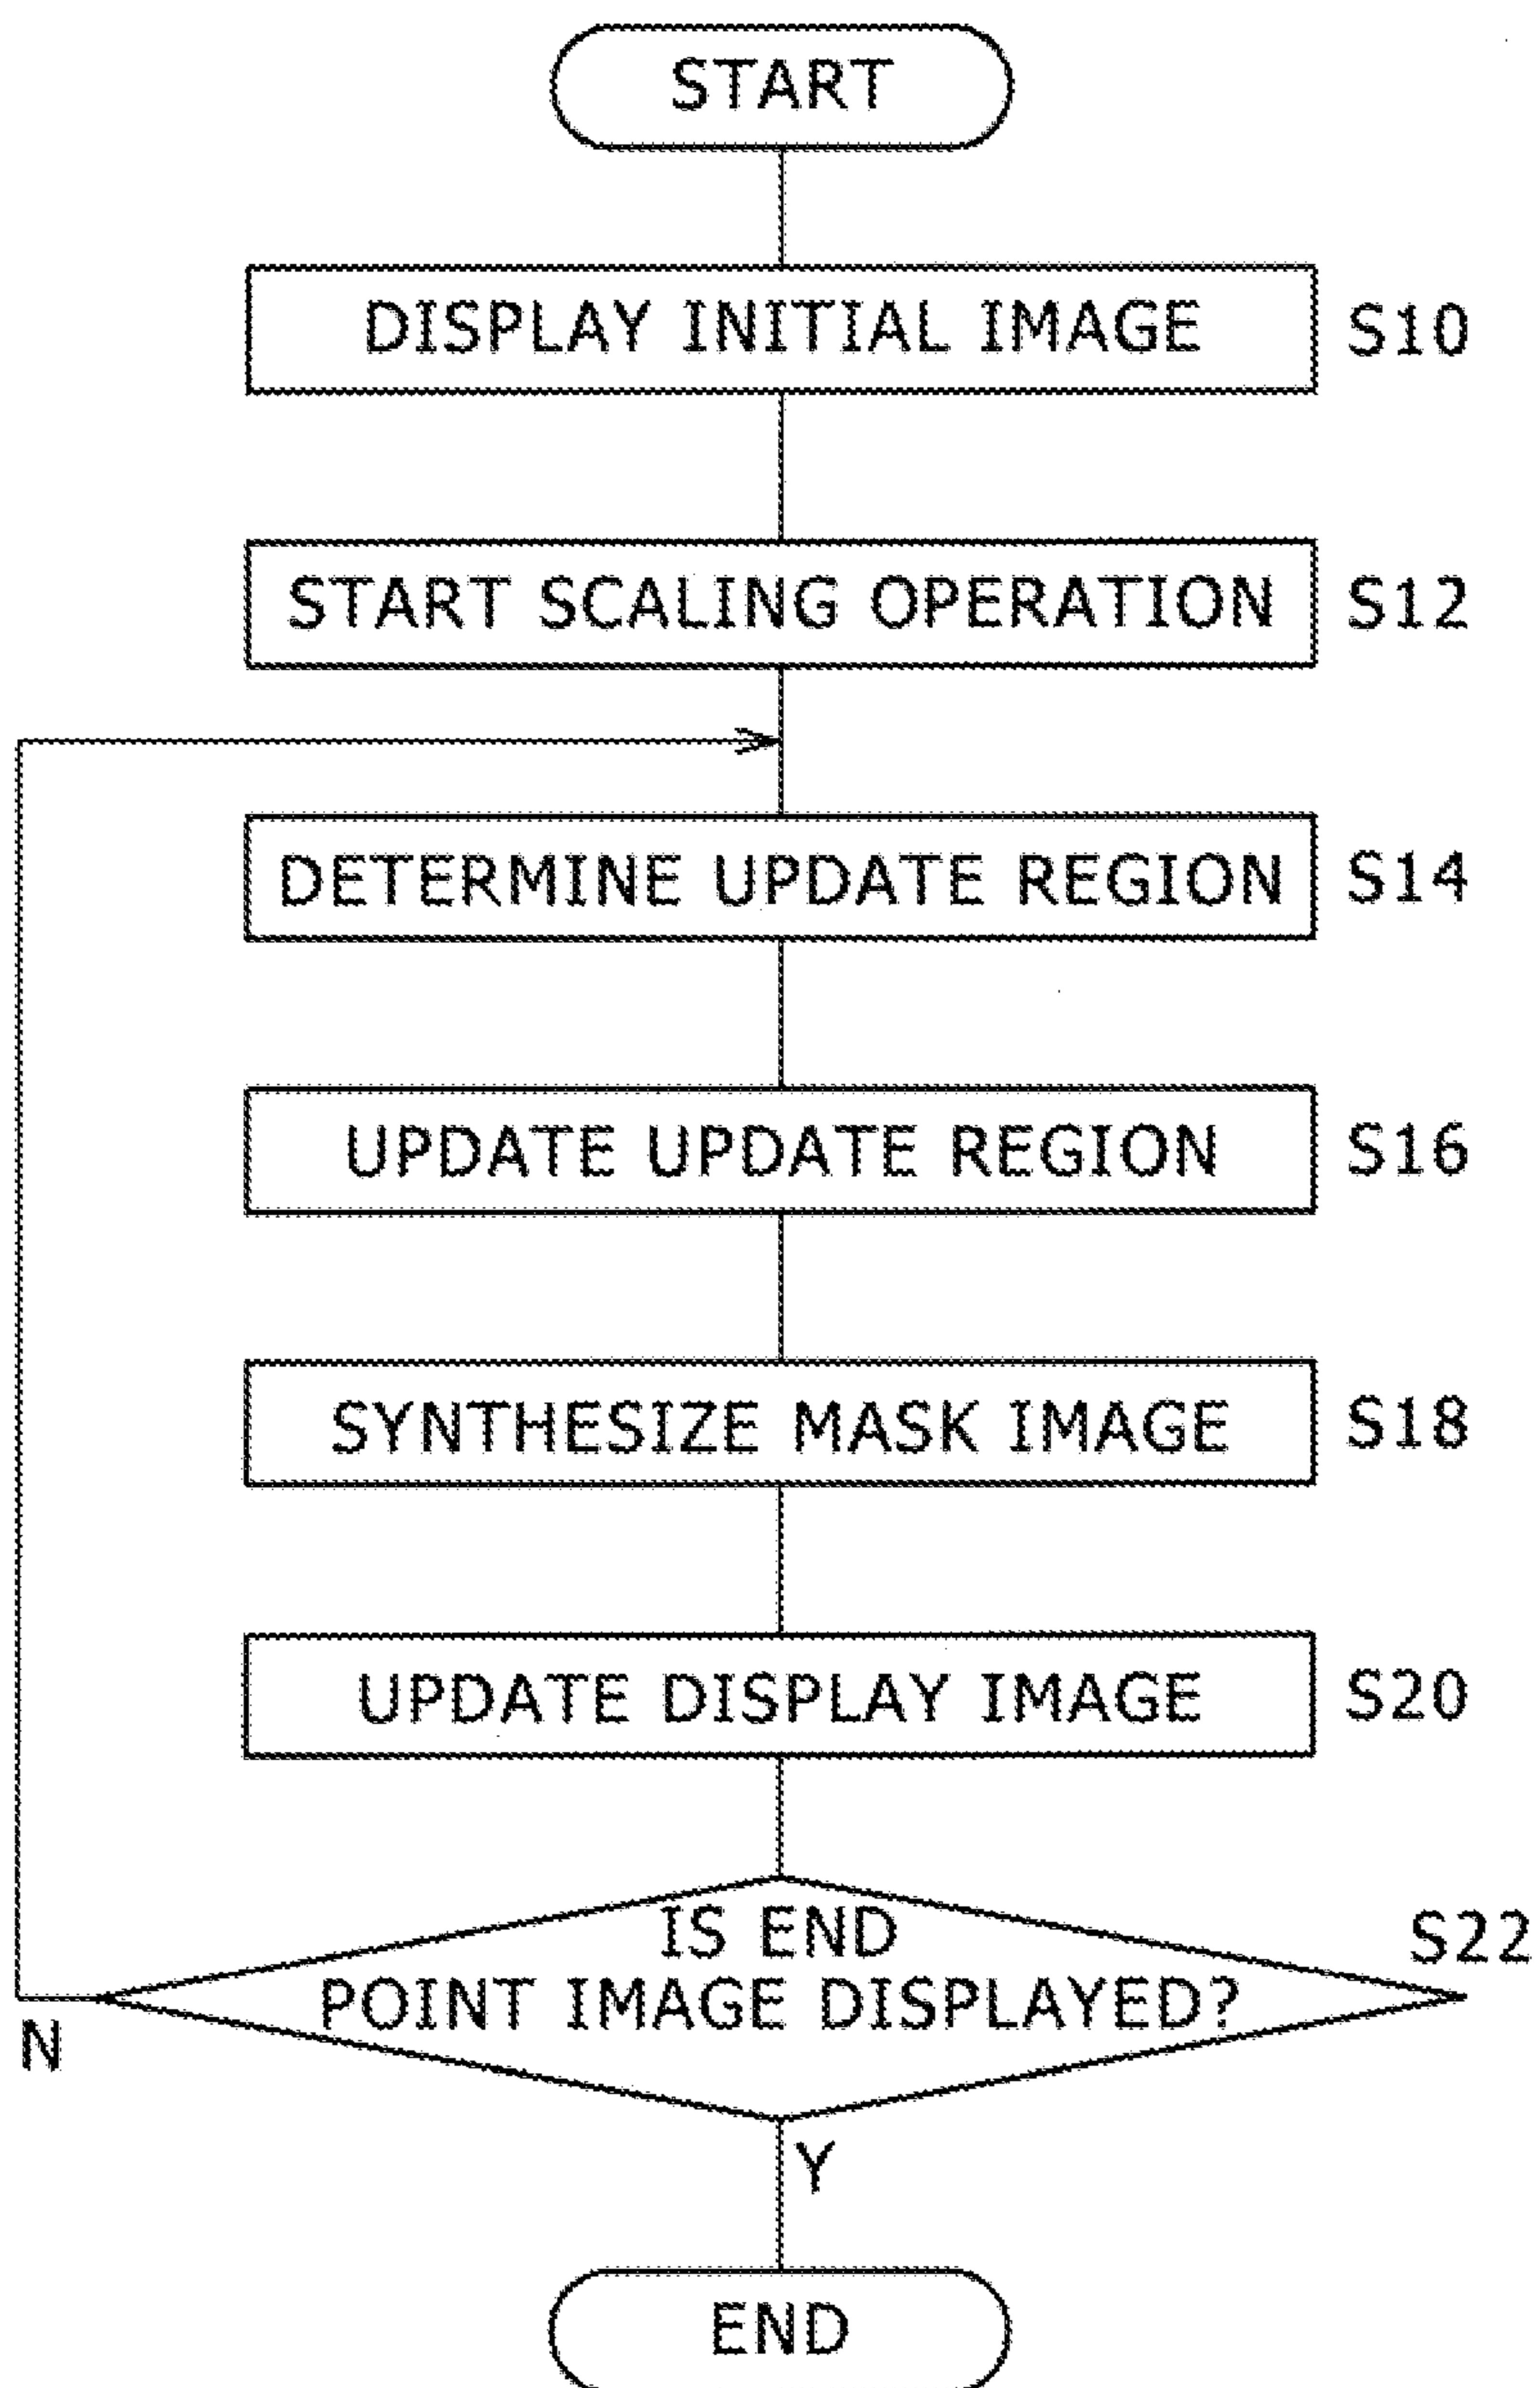 START
DISPLAY INITIAL IMAGE S10
START SCALING OPERATION S12
DETERMINE UPDATE REGION S14
UPDATE UPDATE REGION S16
SYNTHESIZE MASK IMAGE S18
UPDATE DISPLAY IMAGE S20
IS END S22
POINT IMAGE DISPLAYED?
N
Y
END